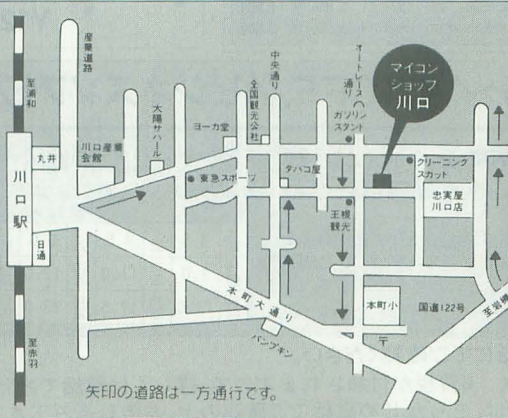 マイコン
ショップ
川口
至浦和
産業道路
川口駅
丸井
日通
至赤羽
川口産業
会館
太陽サハール
ヨーカ堂
全国観光公社
中央通り
オートレース
通り
ガソリン
スタント
東急スポーツ
タバコ屋
クリーニング
スカット
忠実屋
川口店
王様
観光
本町大通り
パンプキン
本町小
国道122号
至岩槻
〒
矢印の道路は一方通行です。